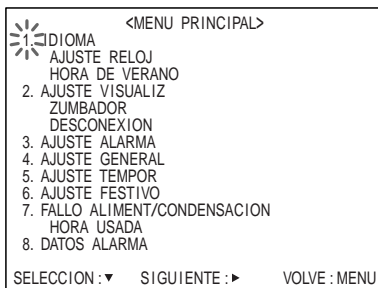 <MENU PRINCIPAL>
1. IDIOMA
AJUSTE RELOJ
HORA DE VERANO
2. AJUSTE VISUALIZ
ZUMBADOR
DESCONEXION
3. AJUSTE ALARMA
4. AJUSTE GENERAL
5. AJUSTE TEMPOR
6. AJUSTE FESTIVO
7. FALLO ALIMENT/CONDENSACION
HORA USADA
8. DATOS ALARMA
SELECCION : ▼ SIGUIENTE : ► VOLVE : MENU